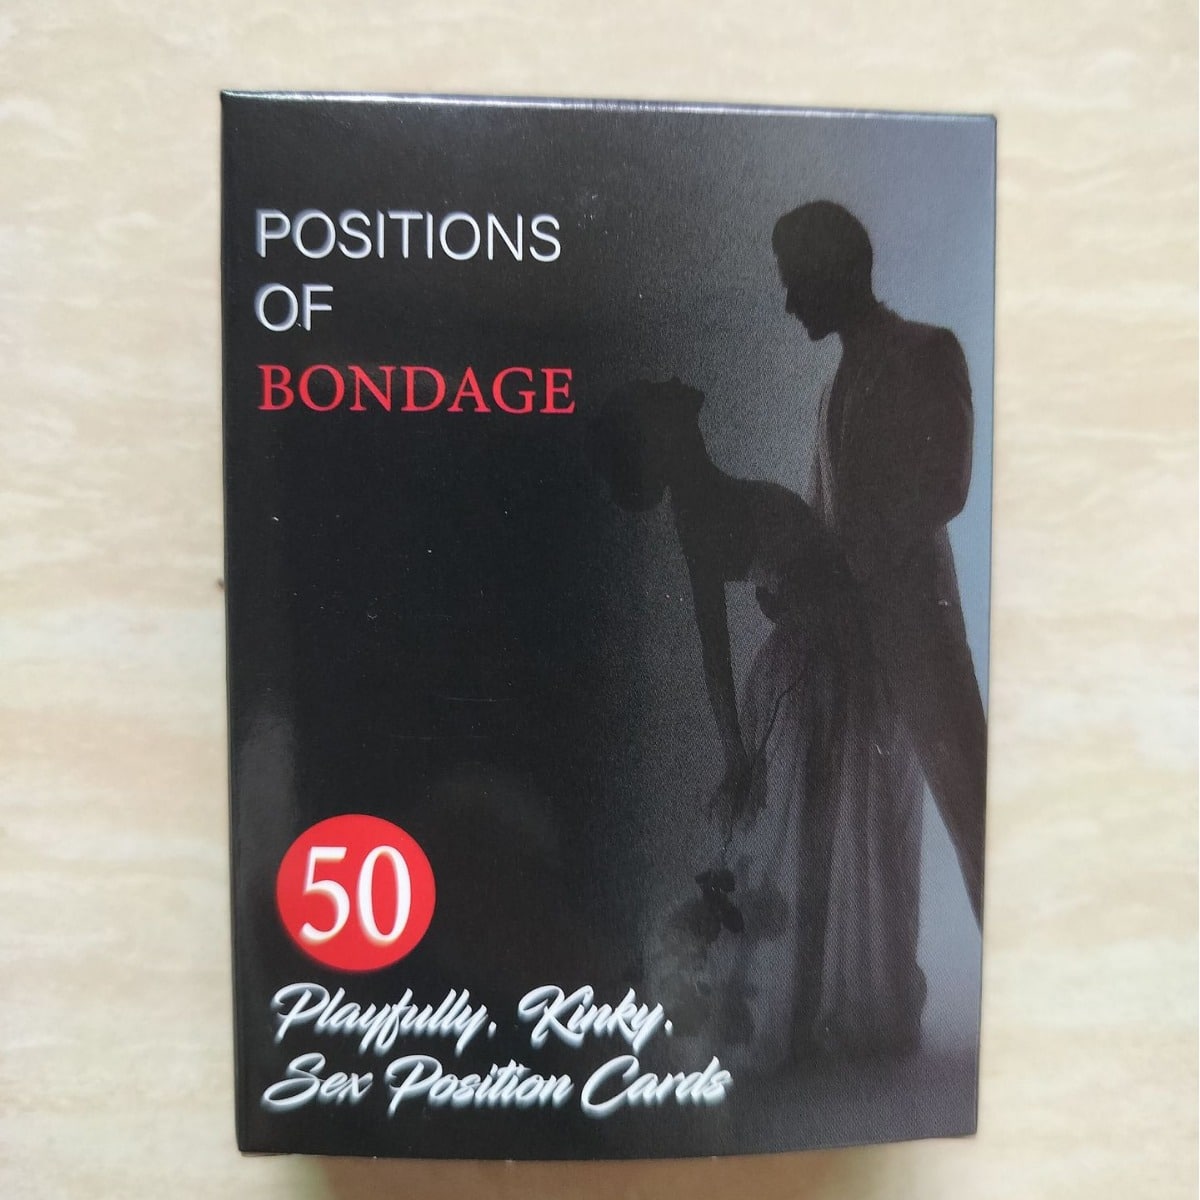 POSITIONS
OF
BONDAGE
50
Playfully. Kinky.
Sex Position Cards